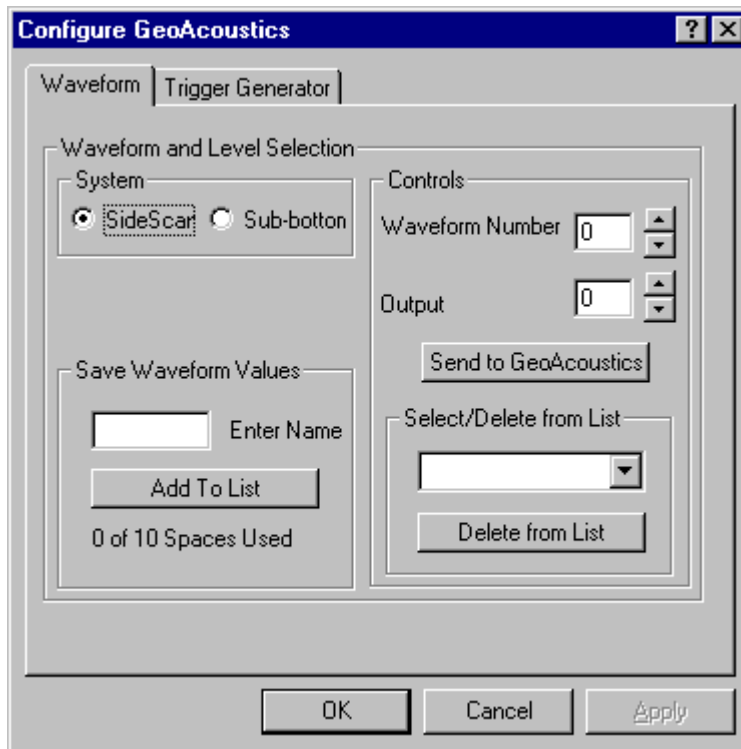 Configure GeoAcoustics
Waveform
Trigger Generator
Waveform and Level Selection
System
SideScar
Sub-botton
Controls
Waveform Number
0
Output
0
Send to GeoAcoustics
Save Waveform Values
Enter Name
Add To List
0 of 10 Spaces Used
Select/Delete from List
Delete from List
OK
Cancel
Apply